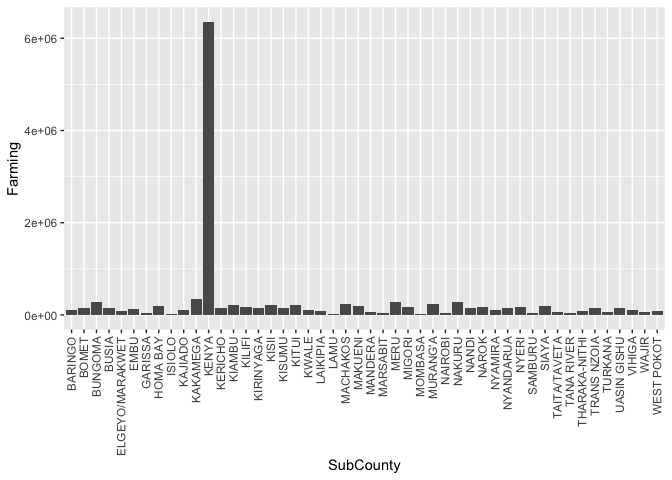 6e+06
4e+06
2e+06
0e+00
Farming
BARINGO
BOMET
BUNGOMA
BUSIA
ELGEYO/MARAKWET
EMBU
GARISSA
HOMA BAY
ISIOLO
KAJIADO
KAKAMEGA
KENYA
KERICHO
KIAMBU
KILIFI
KIRINYAGA
KISII
KISUMU
KITUI
KWALE
LAIKIPIA
LAMU
MACHAKOS
MAKUENI
MANDERA
MARSABIT
MERU
MIGORI
MOMBASA
MURANG'A
NAIROBI
NAKURU
NANDI
NAROK
NYAMIRA
NYANDARUA
NYERI
SAMBURU
SIAYA
TAITA/TAVETA
TANA RIVER
THARAKA-NITHI
TRANS NZOIA
TURKANA
UASIN GISHU
VIHIGA
WAJIR
WEST POKOT
SubCounty